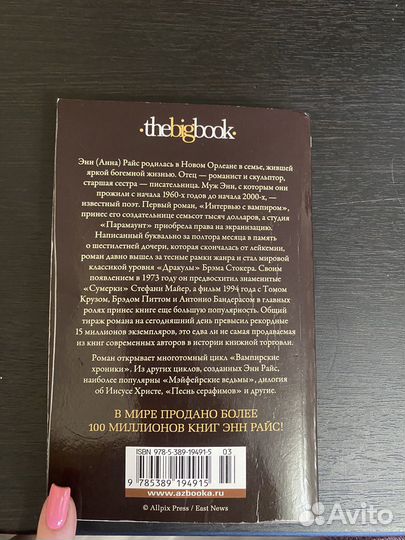 ·thebigbook·
Энн (Анна) Райс родилась в Новом Орлеане в семье, жившей
яркой богемной жизнью. Отец — романист и скульптор,
старшая сестра — писательница. Муж Энн, с которым они
прожили с начала 1960-х годов до начала 2000-х, —
известный поэт. Первый роман, «Интервью с вампиром»,
принес его создательнице семьсот тысяч долларов, а студия
«Парамаунт» приобрела права на экранизацию.
Написанный буквально за полтора месяца в память
о шестилетней дочери, которая скончалась от лейкемии,
роман давно вышел за тесные рамки жанра и стал мировой
классикой уровня «Дракулы» Брэма Стокера. Своим
появлением в 1973 году он предвосхитил знаменитые
«Сумерки» Стефани Майер, а фильм 1994 года с Томом
Крузом, Брэдом Питтом и Антонио Бандерасом в главных
ролях принес книге еще большую популярность. Общий
тираж романа на сегодняшний день превысил рекордные
15 миллионов экземпляров, это едва ли не самая продаваемая
из книг современных авторов в истории книжной торговли.
Роман открывает многотомный цикл «Вампирские
хроники». Из других циклов, созданных Энн Райс,
наиболее популярны «Мэйфейрские ведьмы», дилогия
об Иисусе Христе, «Песнь серафимов» и другие.
В МИРЕ ПРОДАНО БОЛЕЕ
100 МИЛЛИОНОВ КНИГ ЭНН РАЙС!
ISBN 978-5-389-19491-5 03
9 785389 194915
www.azbooka.ru
© Allpix Press / East News
Avito